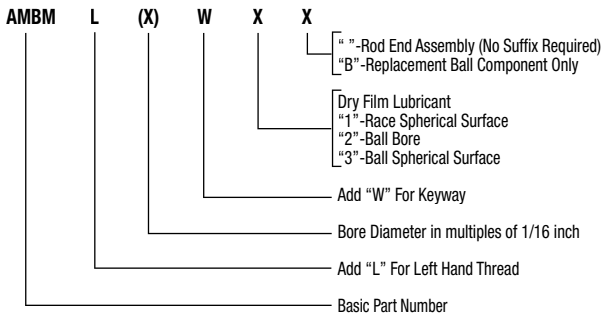 AMBM L (X) W X X
“ ”-Rod End Assembly (No Suffix Required)
“B”-Replacement Ball Component Only
Dry Film Lubricant
“1”-Race Spherical Surface
“2”-Ball Bore
“3”-Ball Spherical Surface
Add “W” For Keyway
Bore Diameter in multiples of 1/16 inch
Add “L” For Left Hand Thread
Basic Part Number